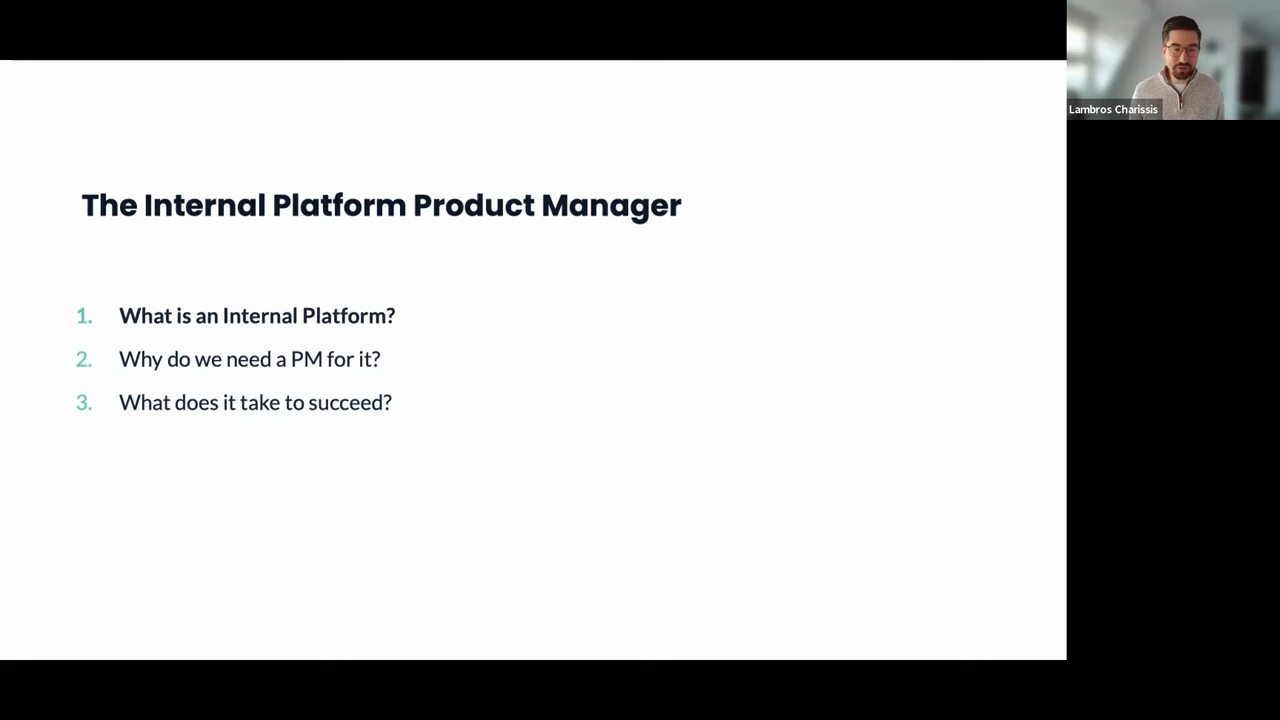 Lambros Charissis
The Internal Platform Product Manager
1. What is an Internal Platform?
2. Why do we need a PM for it?
3. What does it take to succeed?